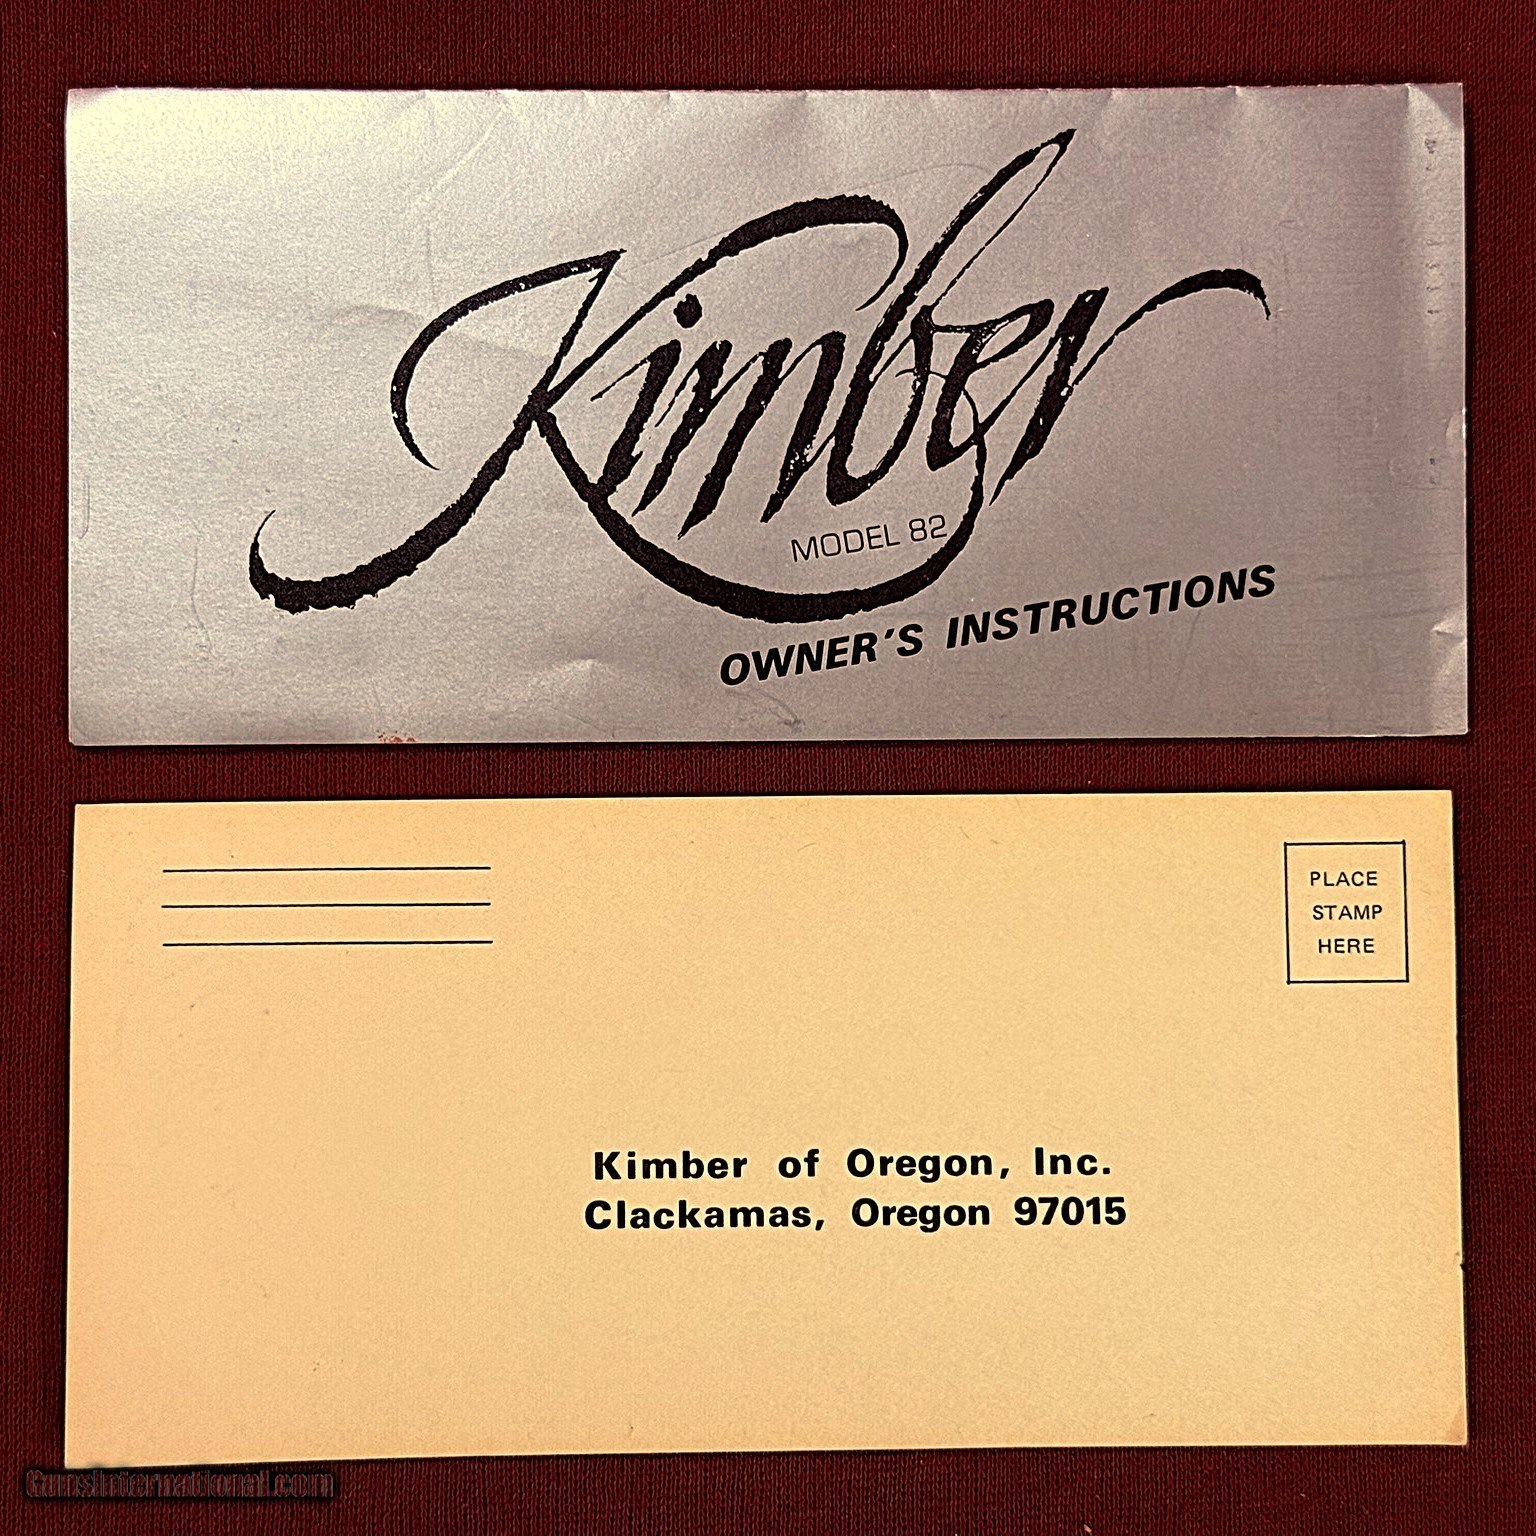 Kimber
MODEL 82
OWNER'S INSTRUCTIONS
PLACE
STAMP
HERE
Kimber of Oregon, Inc.
Clackamas, Oregon 97015
GunsInternational.com